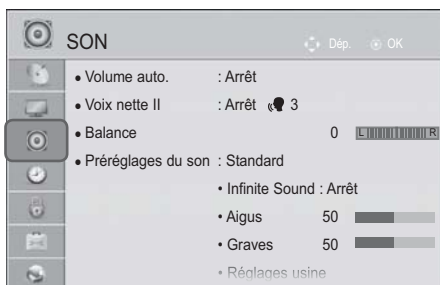 SON Dép. OK
• Volume auto. : Arrêt
• Voix nette II : Arrêt 3
• Balance 0 L R
• Préréglages du son : Standard
• Infinite Sound : Arrêt
• Aigus 50
• Graves 50
• Réglages usine